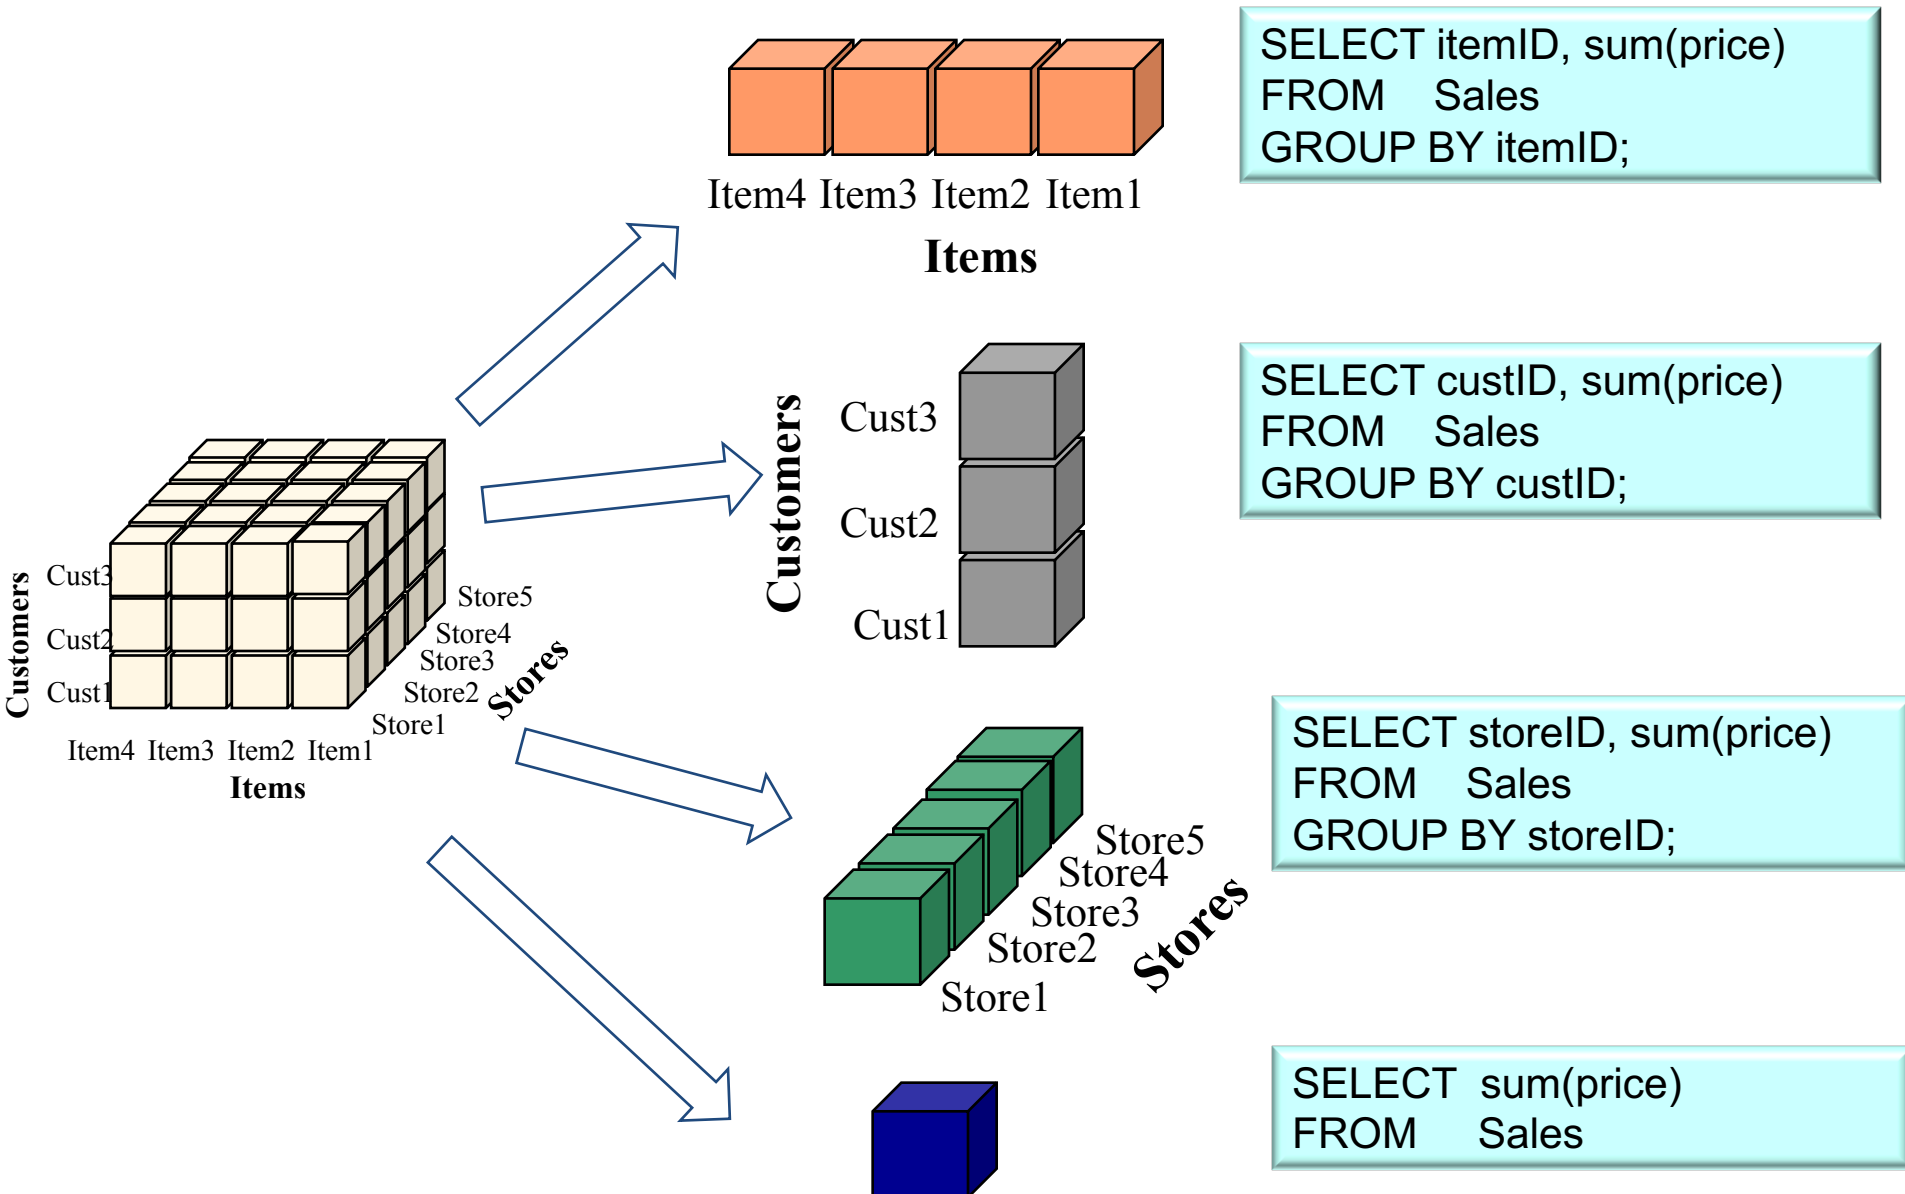 SELECT itemID, sum(price)
FROM Sales
GROUP BY itemID;
Item4 Item3 Item2 Item1
Items
SELECT custID, sum(price)
FROM Sales
GROUP BY custID;
Customers
Cust3
Cust2
Cust1
Customers
Cust3
Cust2
Cust1
Store5
Store4
Store3
Store2
Store1
Stores
Item4 Item3 Item2 Item1
Items
SELECT storeID, sum(price)
FROM Sales
GROUP BY storeID;
Store5
Store4
Store3
Store2
Store1
Stores
SELECT sum(price)
FROM Sales